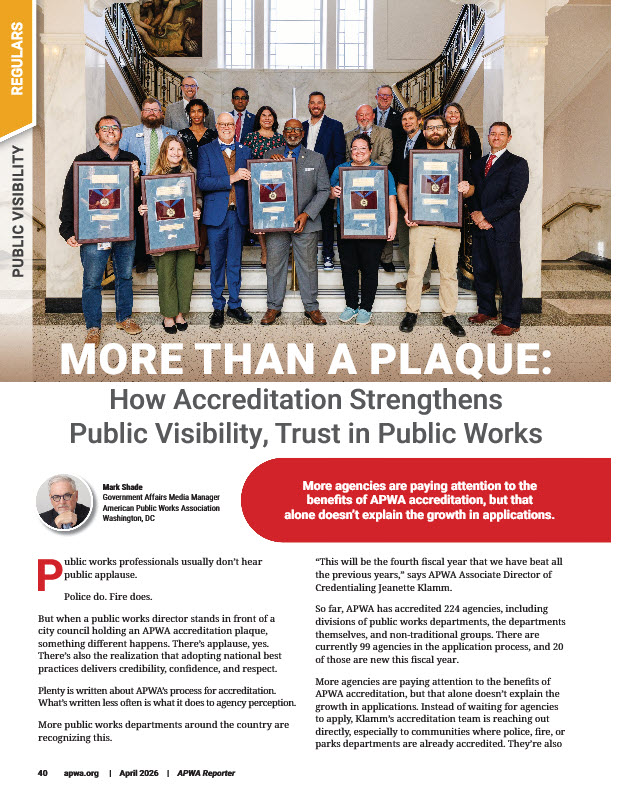 REGULARS
PUBLIC VISIBILITY
MORE THAN A PLAQUE:
How Accreditation Strengthens
Public Visibility, Trust in Public Works
Mark Shade
Government Affairs Media Manager
American Public Works Association
Washington, DC
More agencies are paying attention to the
benefits of APWA accreditation, but that
alone doesn't explain the growth in applications.
Public works professionals usually don't hear
public applause.
Police do. Fire does.
But when a public works director stands in front of a
city council holding an APWA accreditation plaque,
something different happens. There's applause, yes.
There's also the realization that adopting national best
practices delivers credibility, confidence, and respect.
Plenty is written about APWA's process for accreditation.
What's written less often is what it does to agency perception.
More public works departments around the country are
recognizing this.
“This will be the fourth fiscal year that we have beat all
the previous years,” says APWA Associate Director of
Credentialing Jeanette Klamm.
So far, APWA has accredited 224 agencies, including
divisions of public works departments, the departments
themselves, and non-traditional groups. There are
currently 99 agencies in the application process, and 20
of those are new this fiscal year.
More agencies are paying attention to the benefits of
APWA accreditation, but that alone doesn't explain the
growth in applications. Instead of waiting for agencies
to apply, Klamm's accreditation team is reaching out
directly, especially to communities where police, fire, or
parks departments are already accredited. They're also
40 apwa.org | April 2026 | APWA Reporter